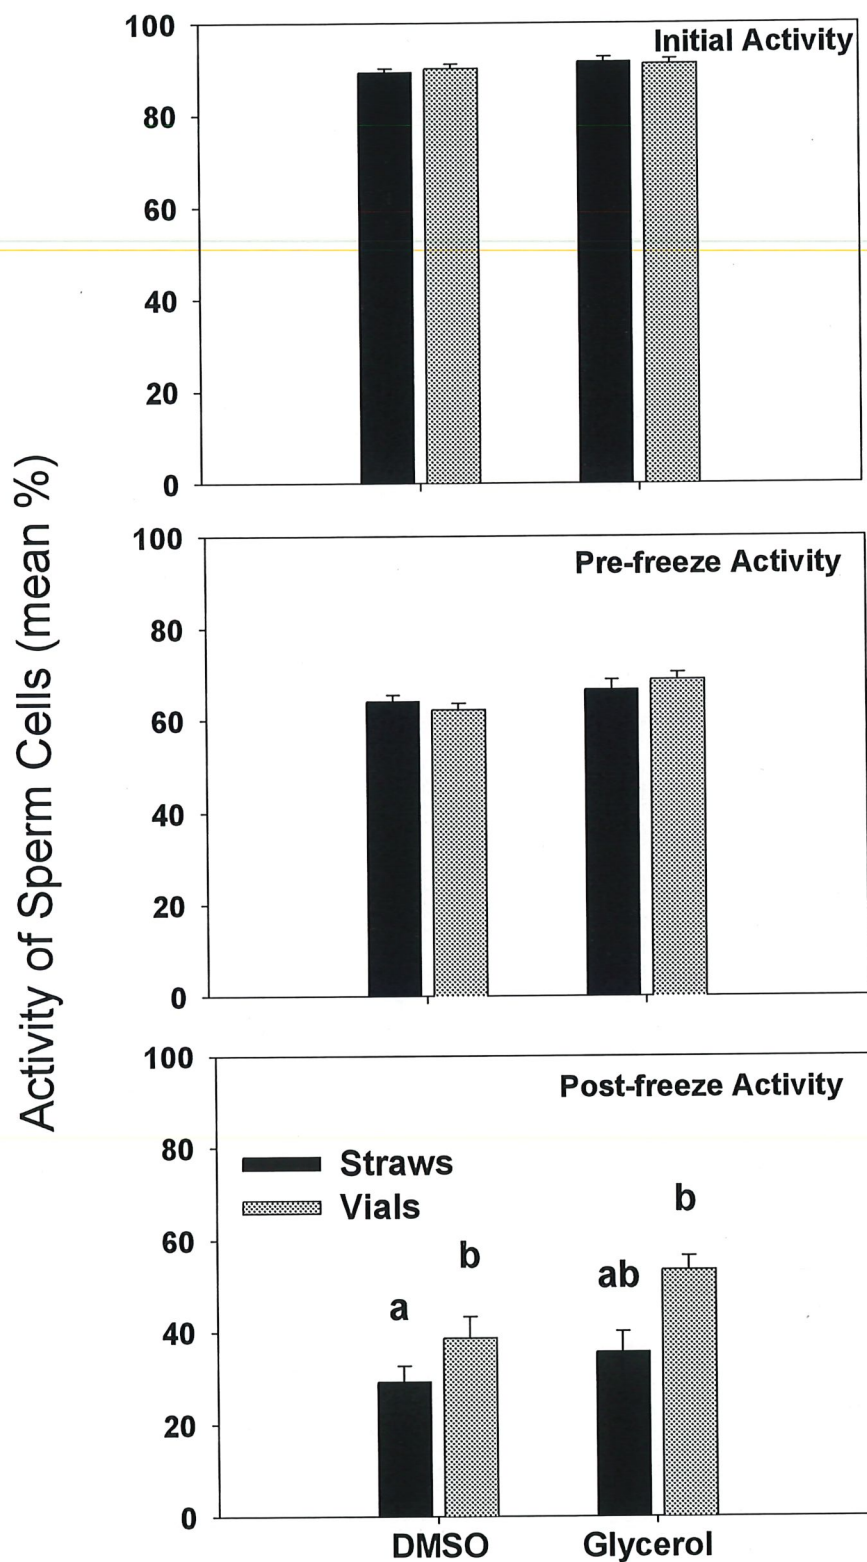 Activity of Sperm Cells (mean %)
Initial Activity
100
80
60
40
20
0
Pre-freeze Activity
100
80
60
40
20
0
Post-freeze Activity
100
80
60
40
20
0
Straws
Vials
a
b
ab
b
DMSO
Glycerol